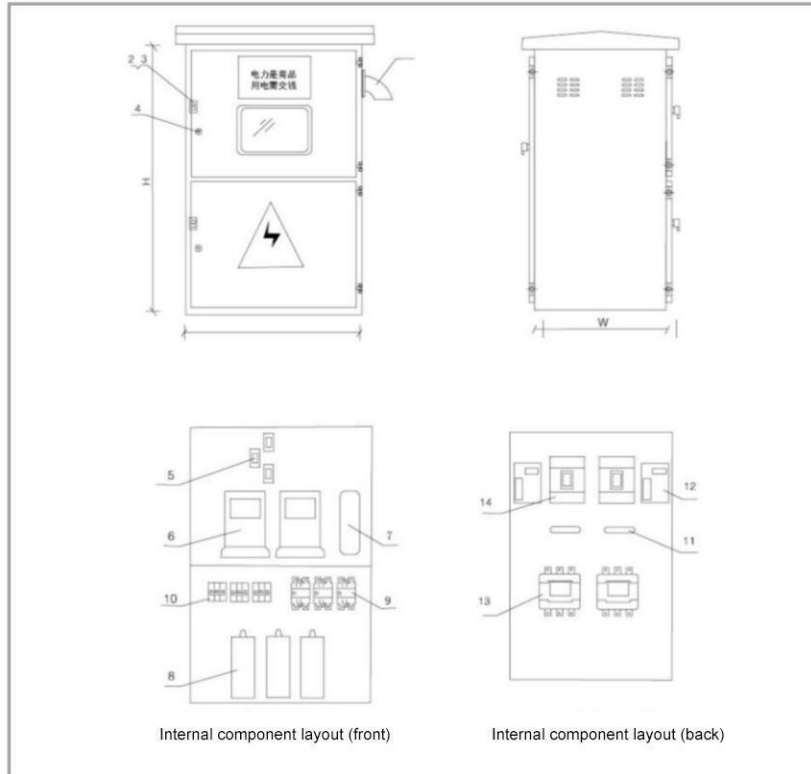 2 3
电力是商品
用电需交钱
4
H
W
5
6
7
10
9
8
14
12
11
13
Internal component layout (front)
Internal component layout (back)